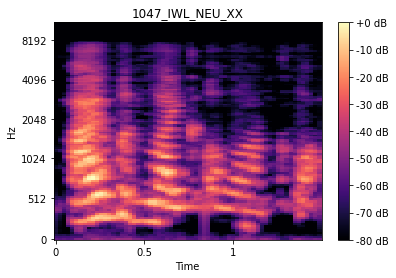 1047_IWL_NEU_XX
+0 dB
8192
-10 dB
4096
-20 dB
-30 dB
2048
Hz
-40 dB
1024
-50 dB
512
-60 dB
-70 dB
0
-80 dB
0
0.5
1
Time